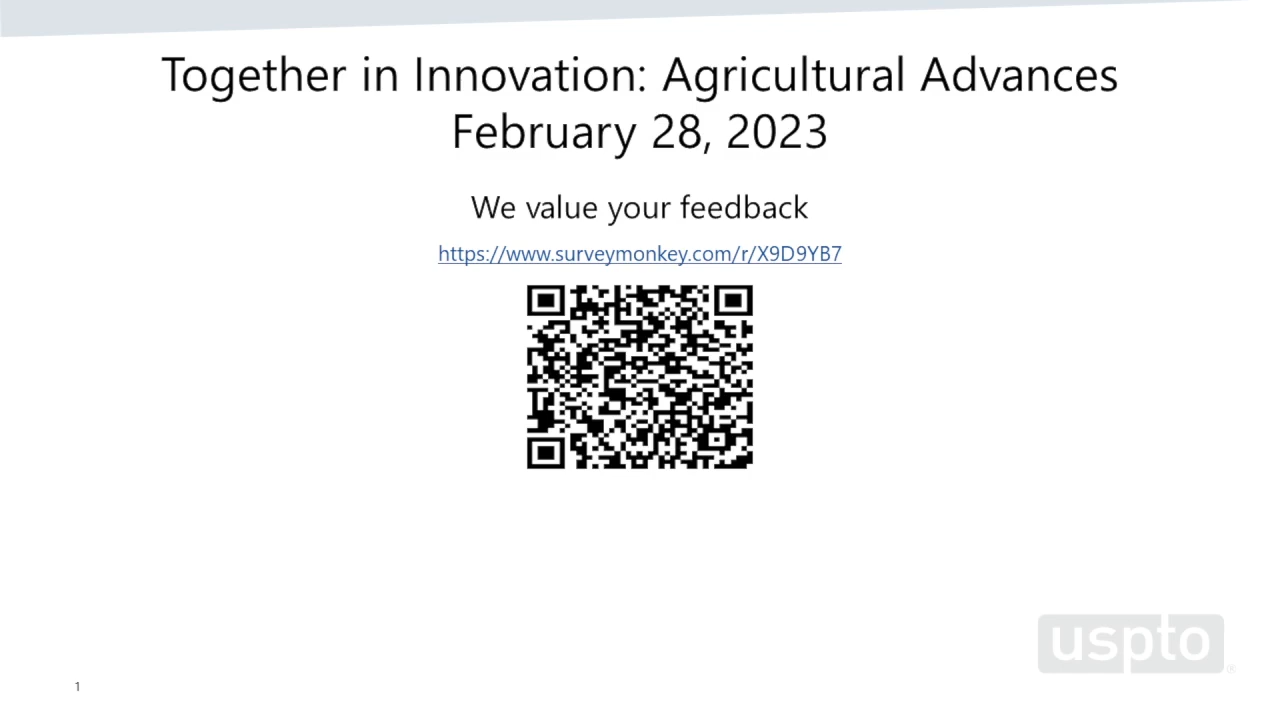 Together in Innovation: Agricultural Advances
February 28, 2023
We value your feedback
https://www.surveymonkey.com/r/X9D9YB7
uspto®
1